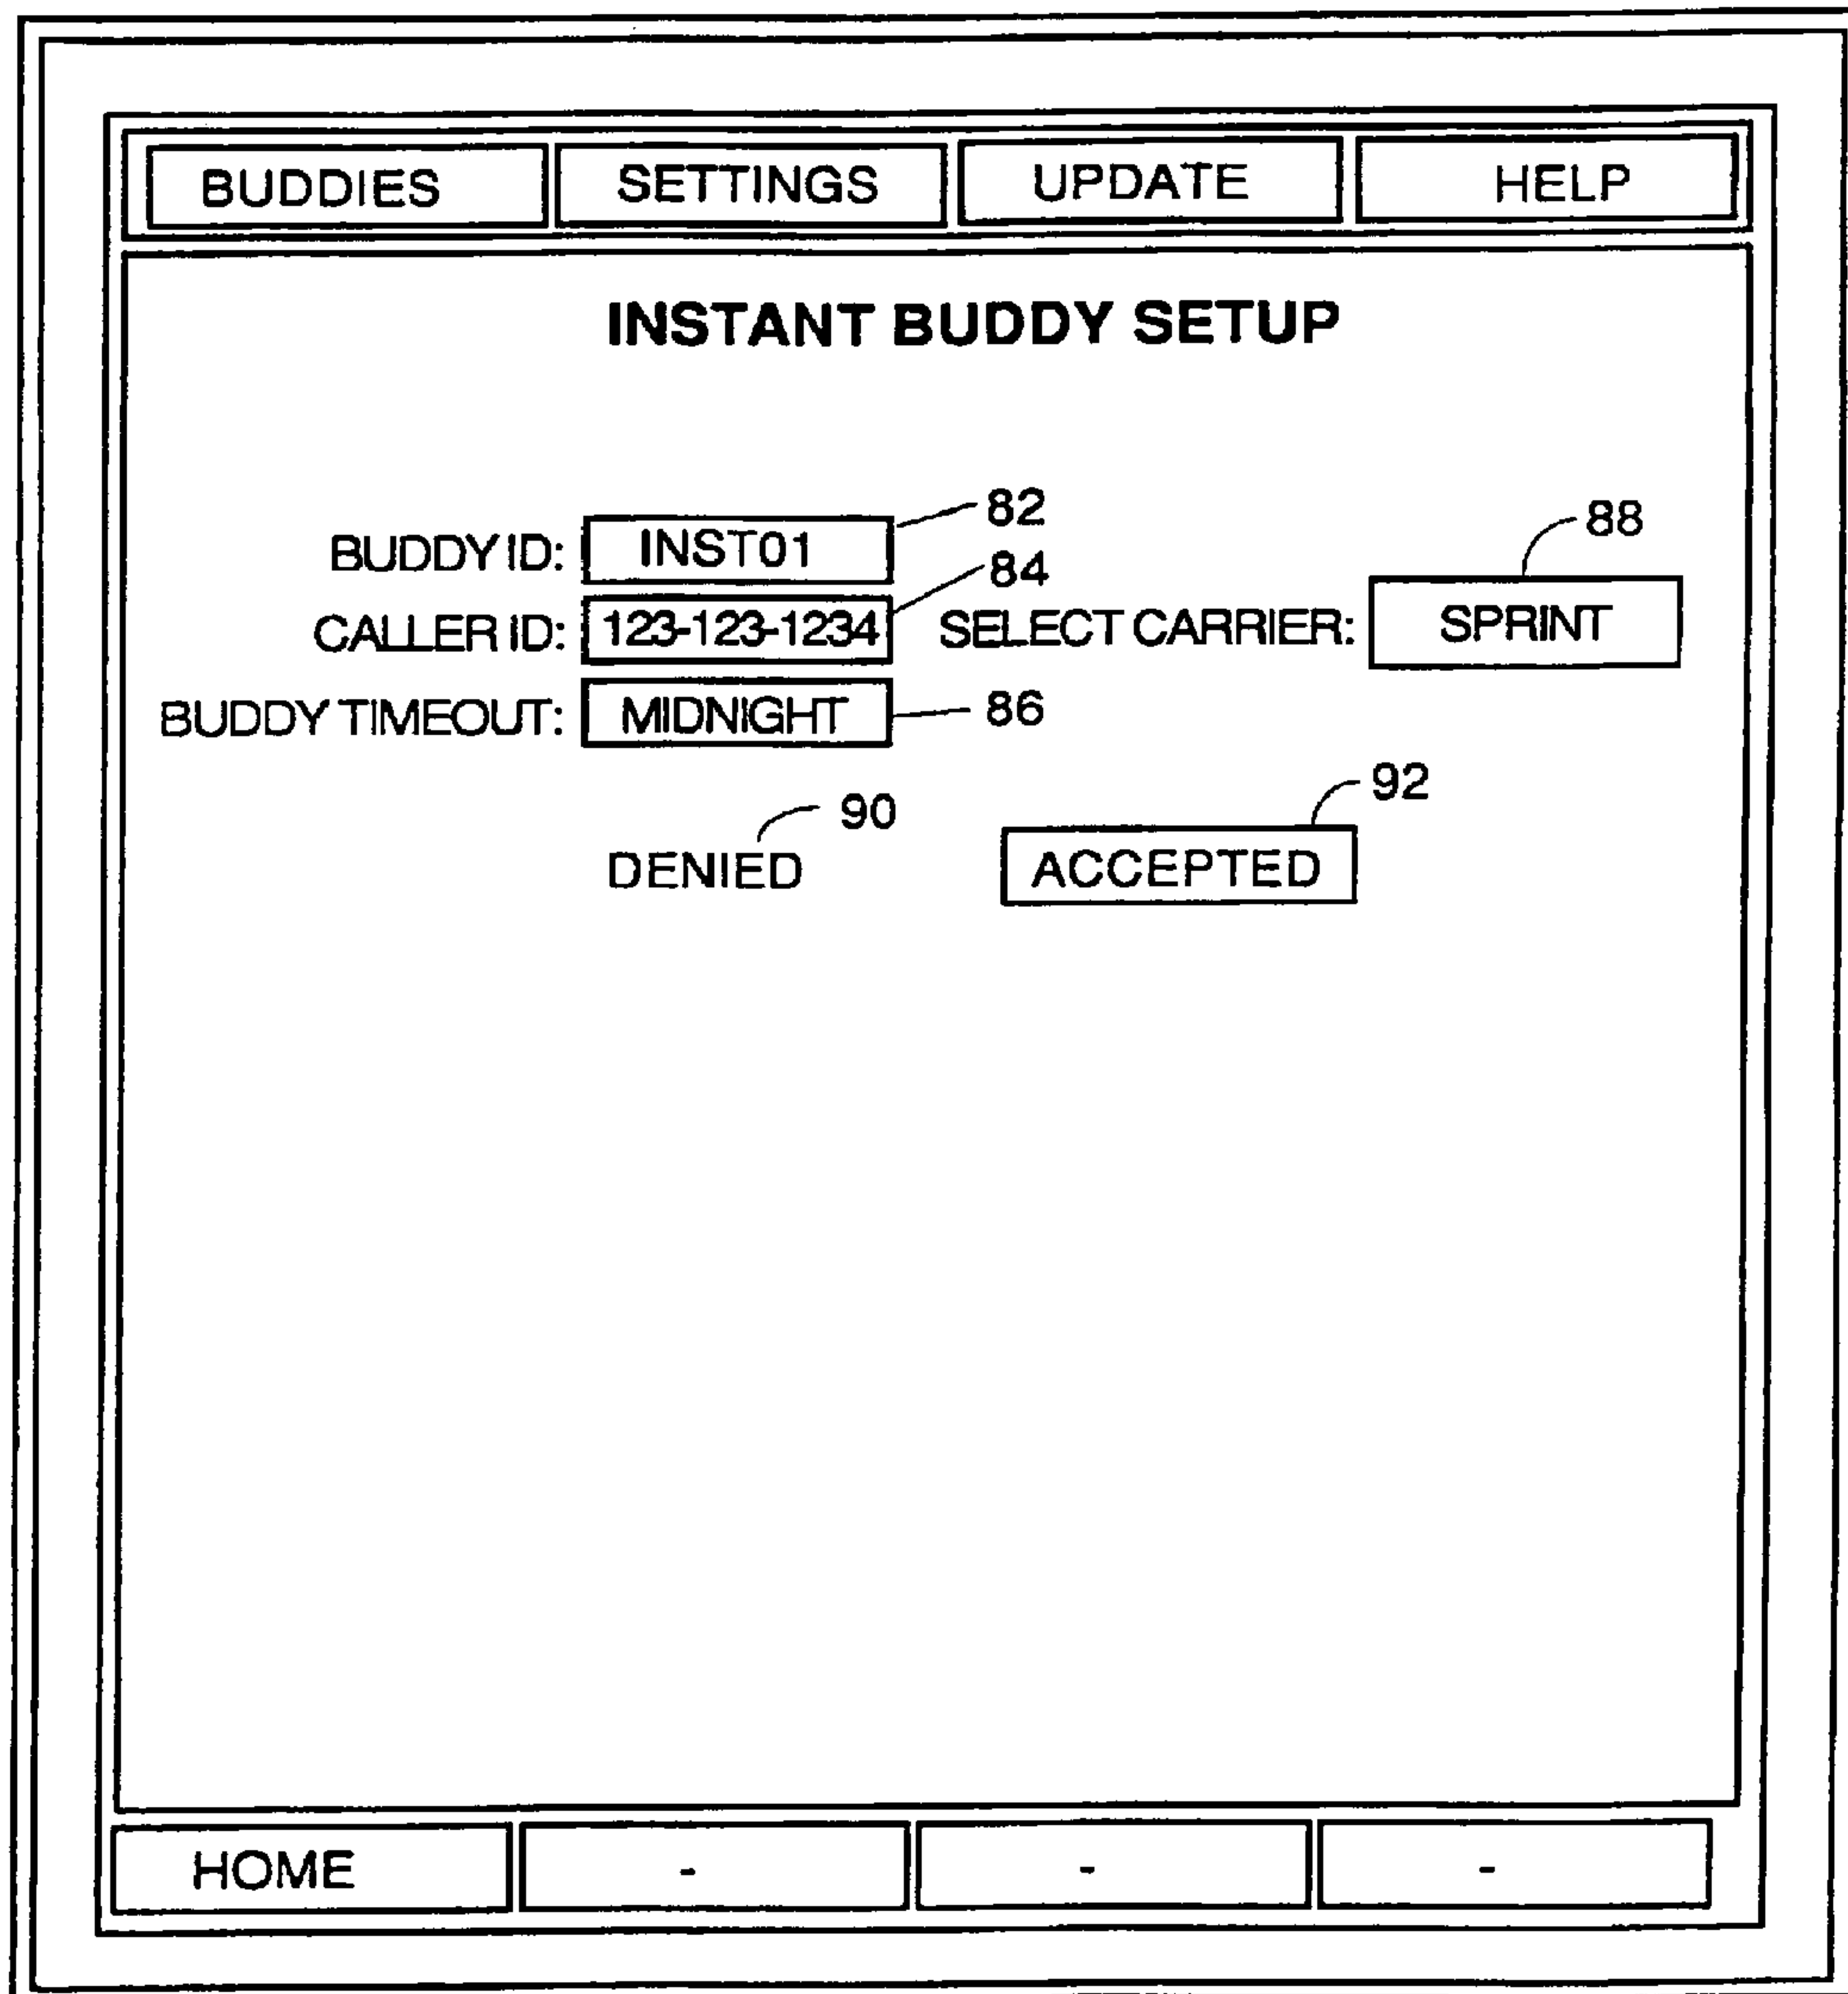 BUDDIES SETTINGS UPDATE HELP
INSTANT BUDDY SETUP
BUDDY ID: INST01 82
88
CALLER ID: 123-123-1234 84 SELECT CARRIER: SPRINT
BUDDY TIMEOUT: MIDNIGHT 86
90 92
DENIED ACCEPTED
HOME - - -